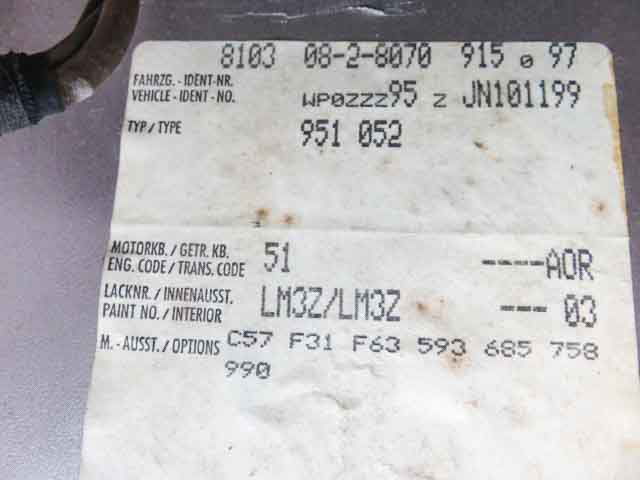 8103 08-2-8070 915 0 97
FAHRZG. - IDENT-NR.
VEHICLE - IDENT - NO. WP0ZZZ95 Z JN101199
TYP / TYPE 951 052
MOTORKB. / GETR. KB.
ENG. CODE / TRANS. CODE 51 ----AOR
LACKNR. / INNENAUSST.
PAINT NO. / INTERIOR LM3Z/LM3Z --- 03
M. - AUSST. / OPTIONS C57 F31 F63 593 685 758
990